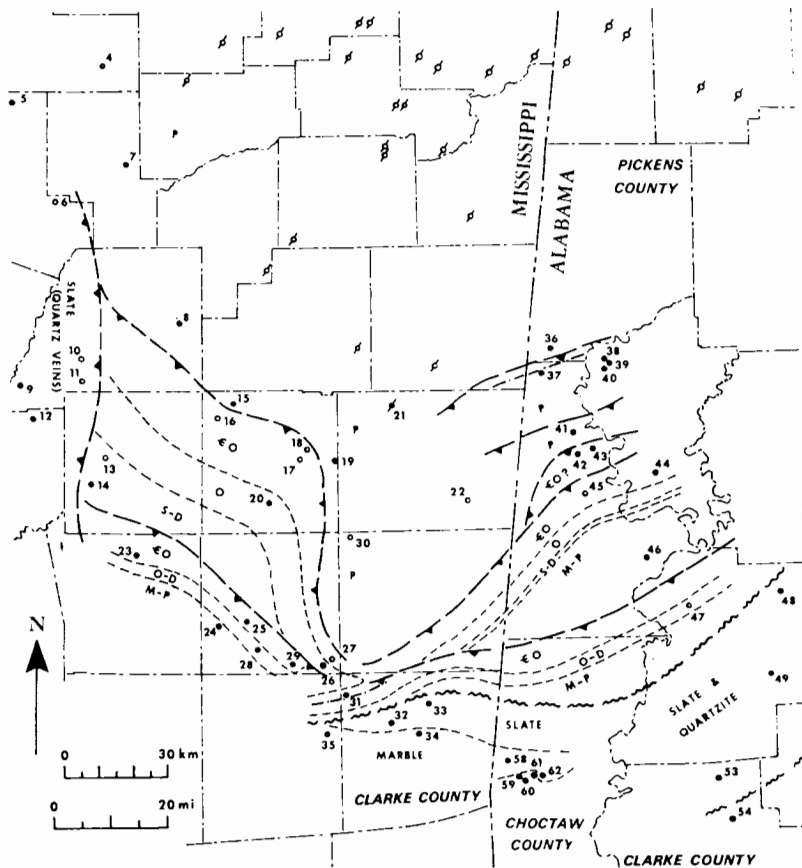 4
5
P
7
MISSISSIPPI
ALABAMA
PICKENS
COUNTY
6
SLATE
(QUARTZ VEINS)
8
36
38
39
37
40
10
11
9
12
15
16
21
P
P
41
P
€O
18
17
19
42
43
€O?
44
13
14
20
22
45
S-D
€O
30
S-D
M-P
23
€O
O-D
M-P
P
46
48
47
24
25
N
28
29
27
26
€O
O-D
M-P
49
31
33
32
SLATE
SLATE &
QUARTZITE
35
34
MARBLE
0 30 km
0 20 mi
58
61
62
59
60
53
54
CLARKE COUNTY
CHOCTAW
COUNTY
CLARKE COUNTY